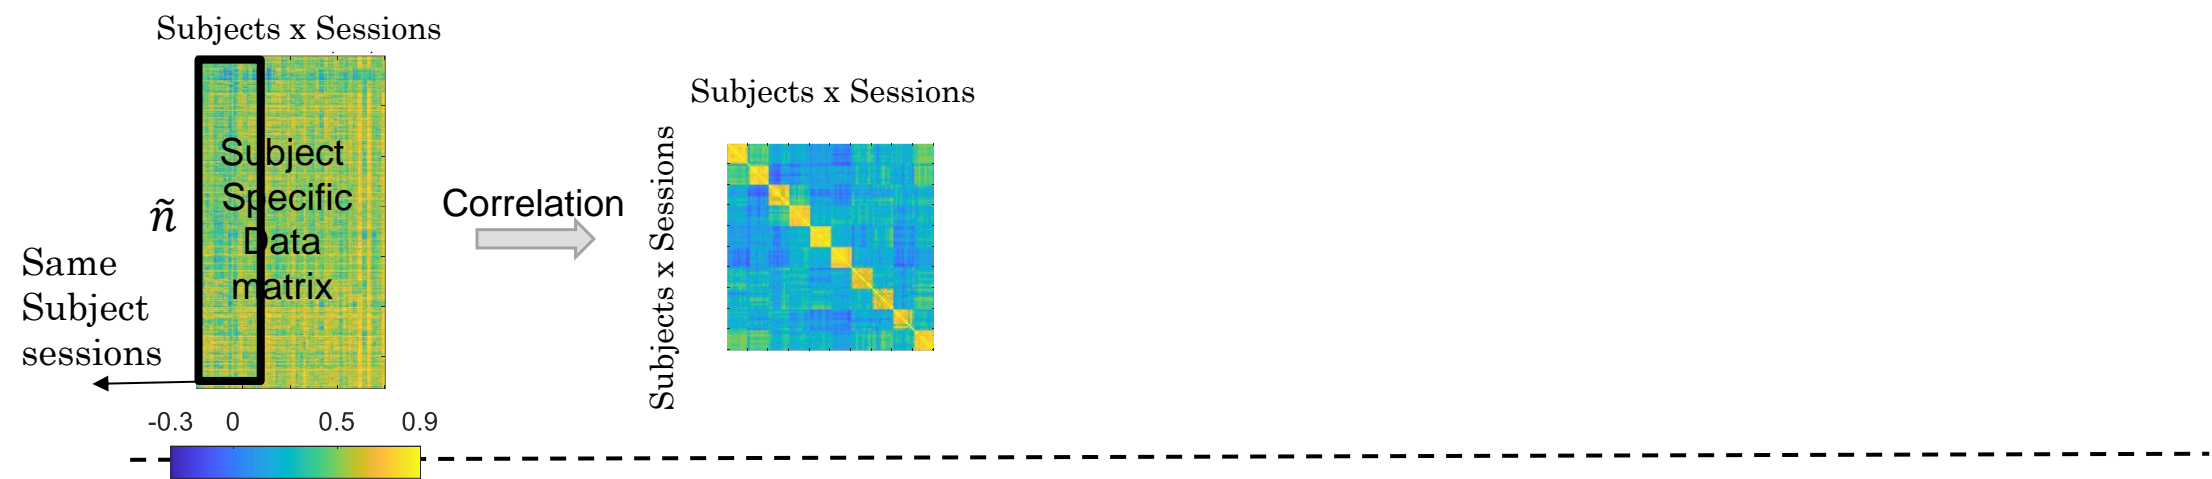 Subjects x Sessions
Subject
Specific
Data
matrix
ñ
Same
Subject
sessions
-0.3 0 0.5 0.9
Correlation
Subjects x Sessions
Subjects x Sessions